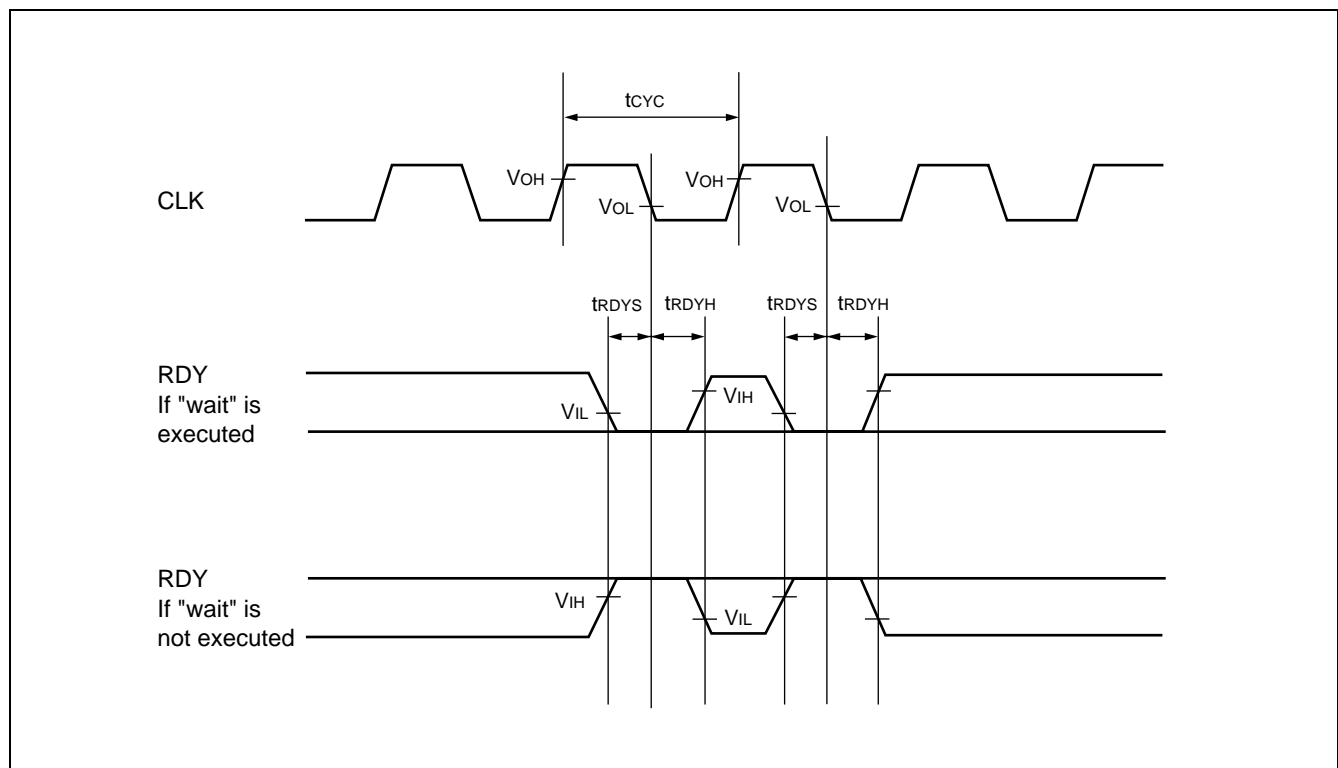 tCYC
VOH
VOH
CLK
VOL
VOL
tRDYS
tRDYH
tRDYS
tRDYH
RDY
If "wait" is
executed
VIL
VIH
RDY
If "wait" is
not executed
VIH
VIL